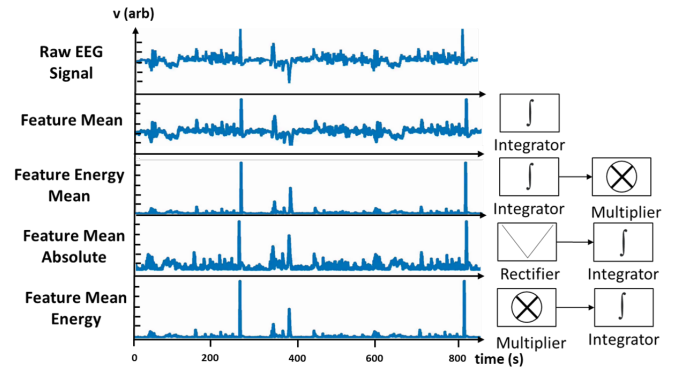 v (arb)
Raw EEG
Signal
Feature Mean
∫
Integrator
Feature Energy
Mean
∫
Integrator
Multiplier
Feature Mean
Absolute
Rectifier
∫
Integrator
Feature Mean
Energy
Multiplier
∫
Integrator
0 200 400 600 800 time (s)